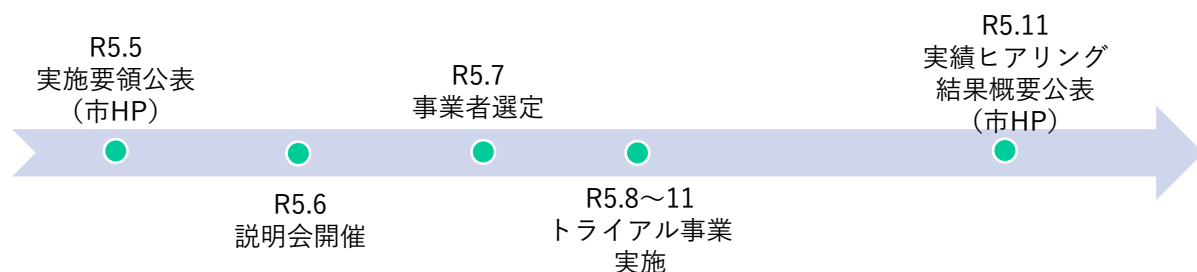 R5.5
実施要領公表
（市HP）
R5.6
説明会開催
R5.7
事業者選定
R5.8～11
トライアル事業
実施
R5.11
実績ヒアリング
結果概要公表
（市HP）